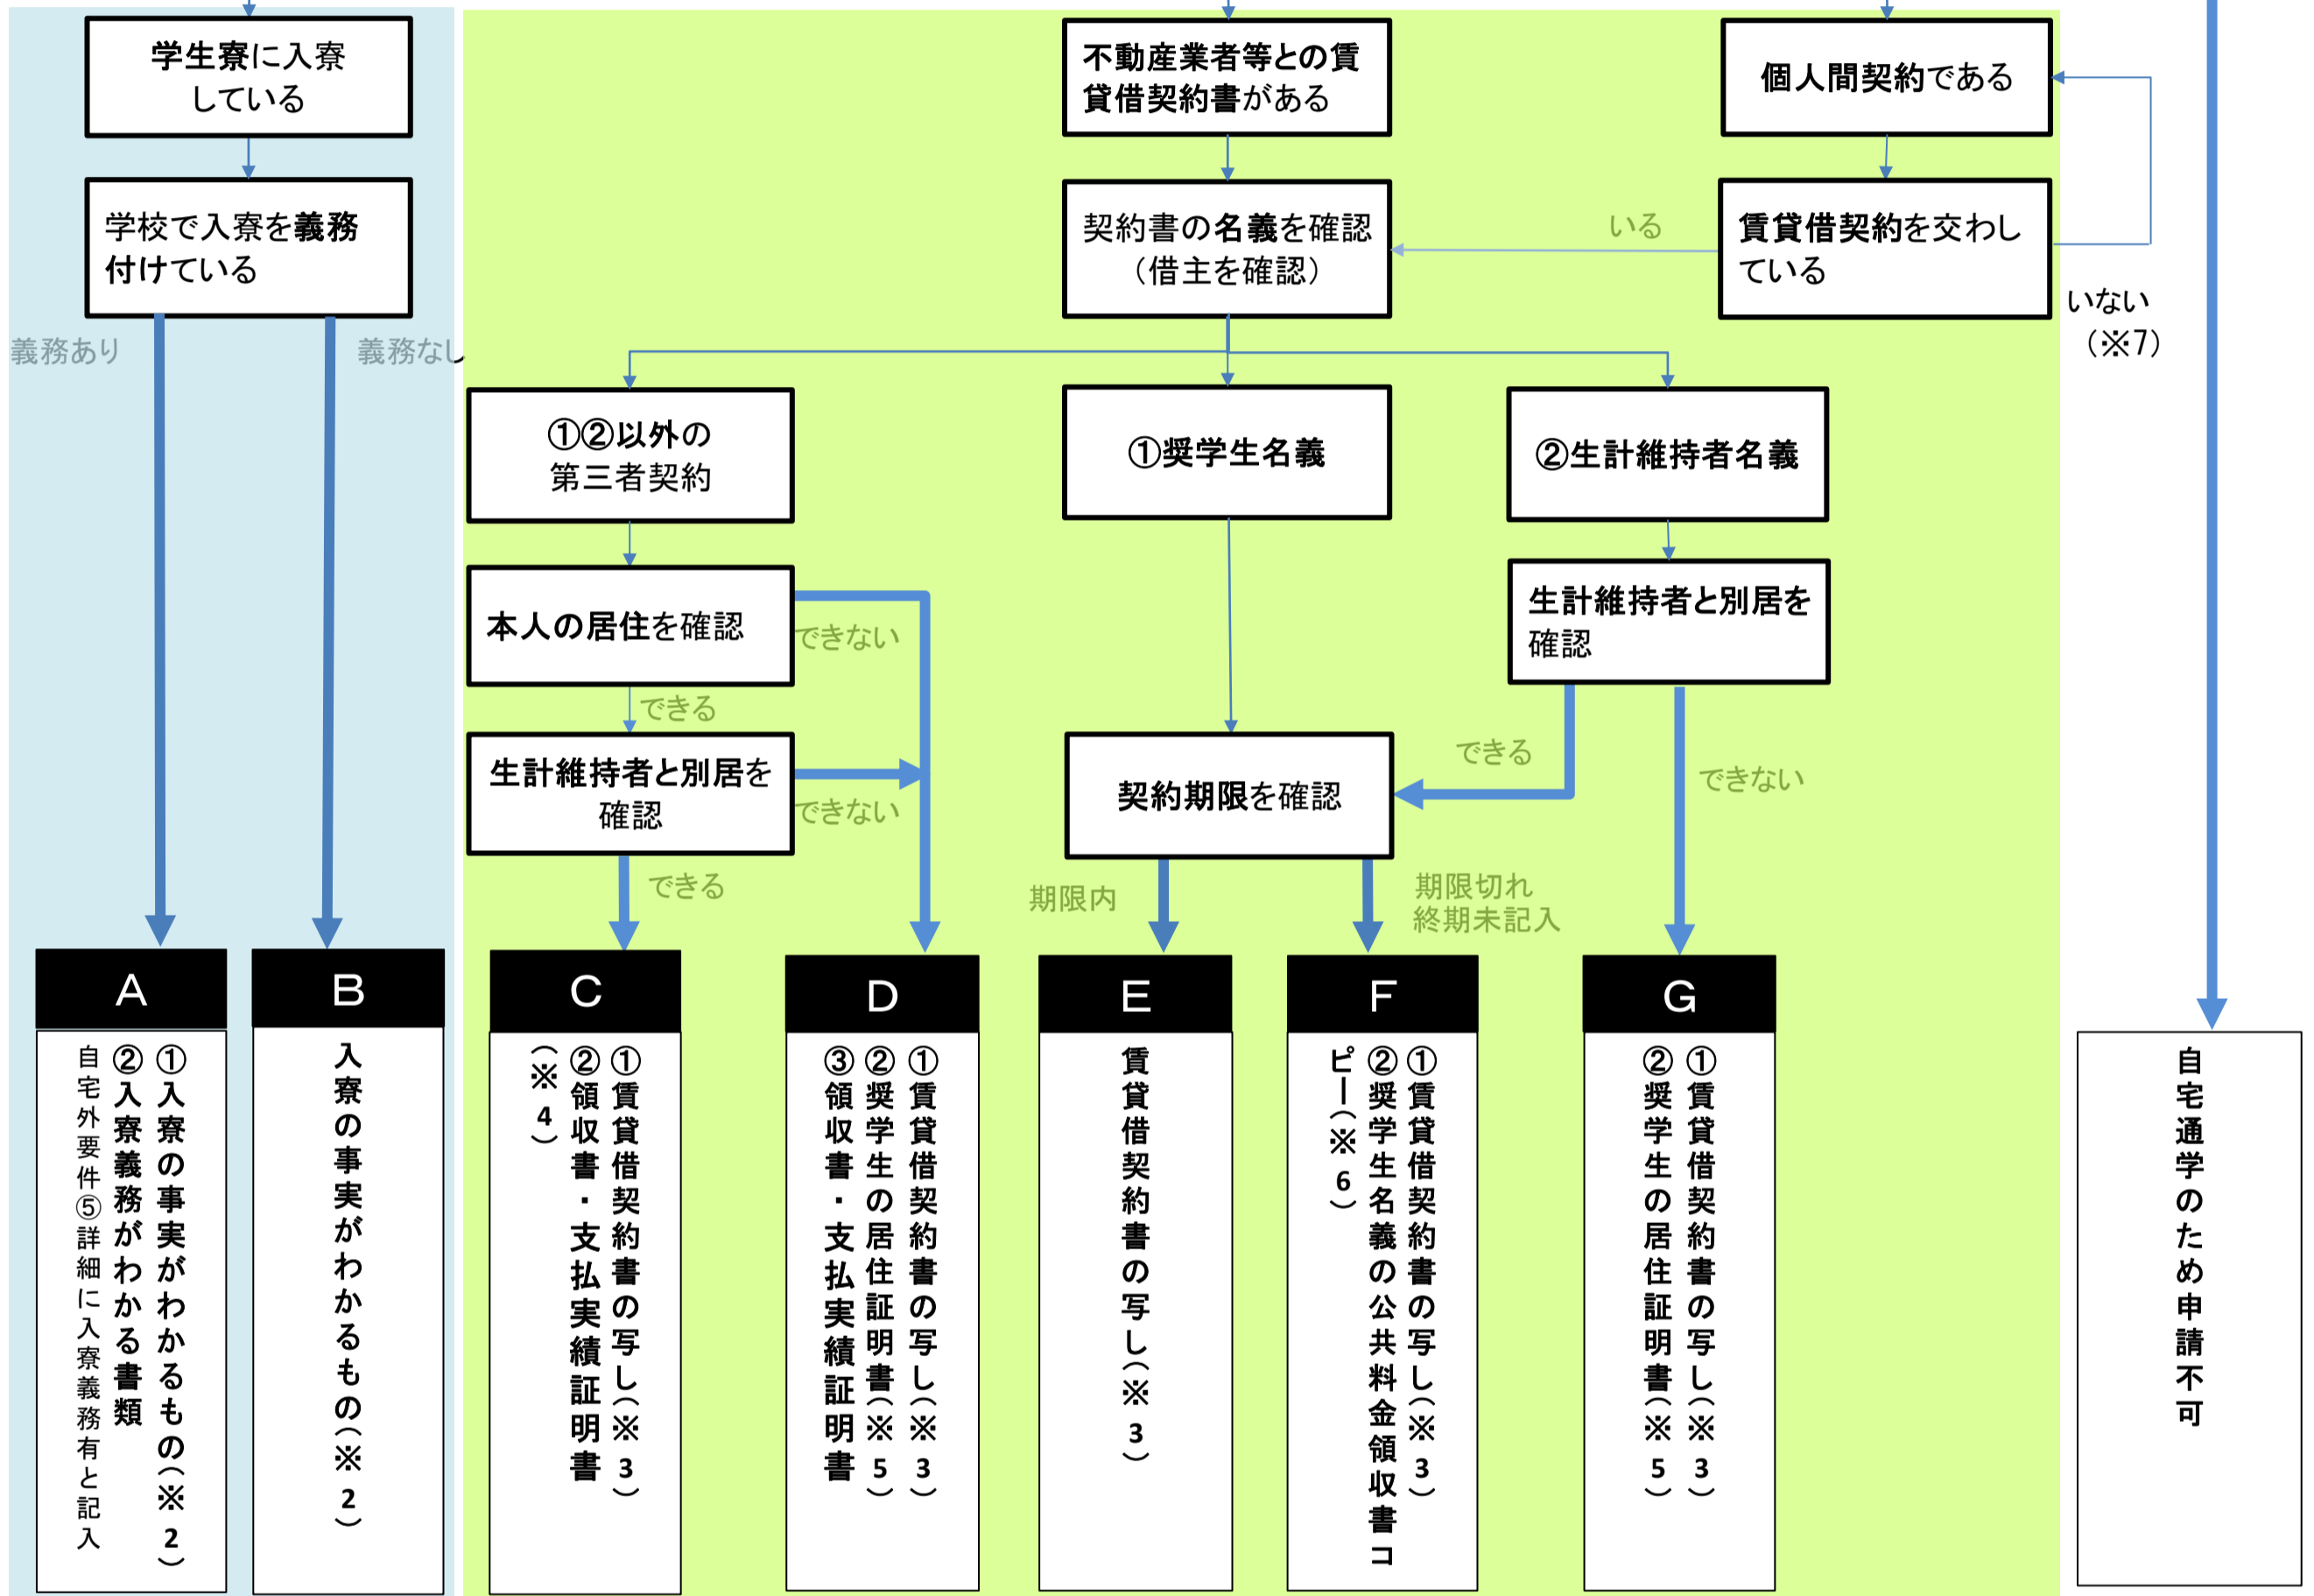 学生寮に入寮
している
学校で入寮を義務
付けている
義務あり
義務なし
不動産業者等との賃
貸借契約書がある
個人間契約である
契約書の名義を確認
（借主を確認）
いる
賃貸借契約を交わし
ている
いない
（※7）
①②以外の
第三者契約
①奨学生名義
②生計維持者名義
本人の居住を確認
できない
できる
生計維持者と別居を
確認
生計維持者と別居を
確認
できない
できる
契約期限を確認
できる
できない
期限内
期限切れ
終期未記入
A
①入寮の事実がわかるもの（※2）
②入寮義務がわかる書類
自宅外要件⑤詳細に入寮義務有と記入
B
入寮の事実がわかるもの（※2）
C
①賃貸借契約書の写し（※3）
②領収書・支払実績証明書
（※4）
D
①賃貸借契約書の写し（※3）
②奨学生の居住証明書（※5）
③領収書・支払実績証明書
E
賃貸借契約書の写し（※3）
F
①賃貸借契約書の写し（※3）
②奨学生名義の公共料金領収書コ
ピー（※6）
G
①賃貸借契約書の写し（※3）
②奨学生の居住証明書（※5）
自宅通学のため申請不可